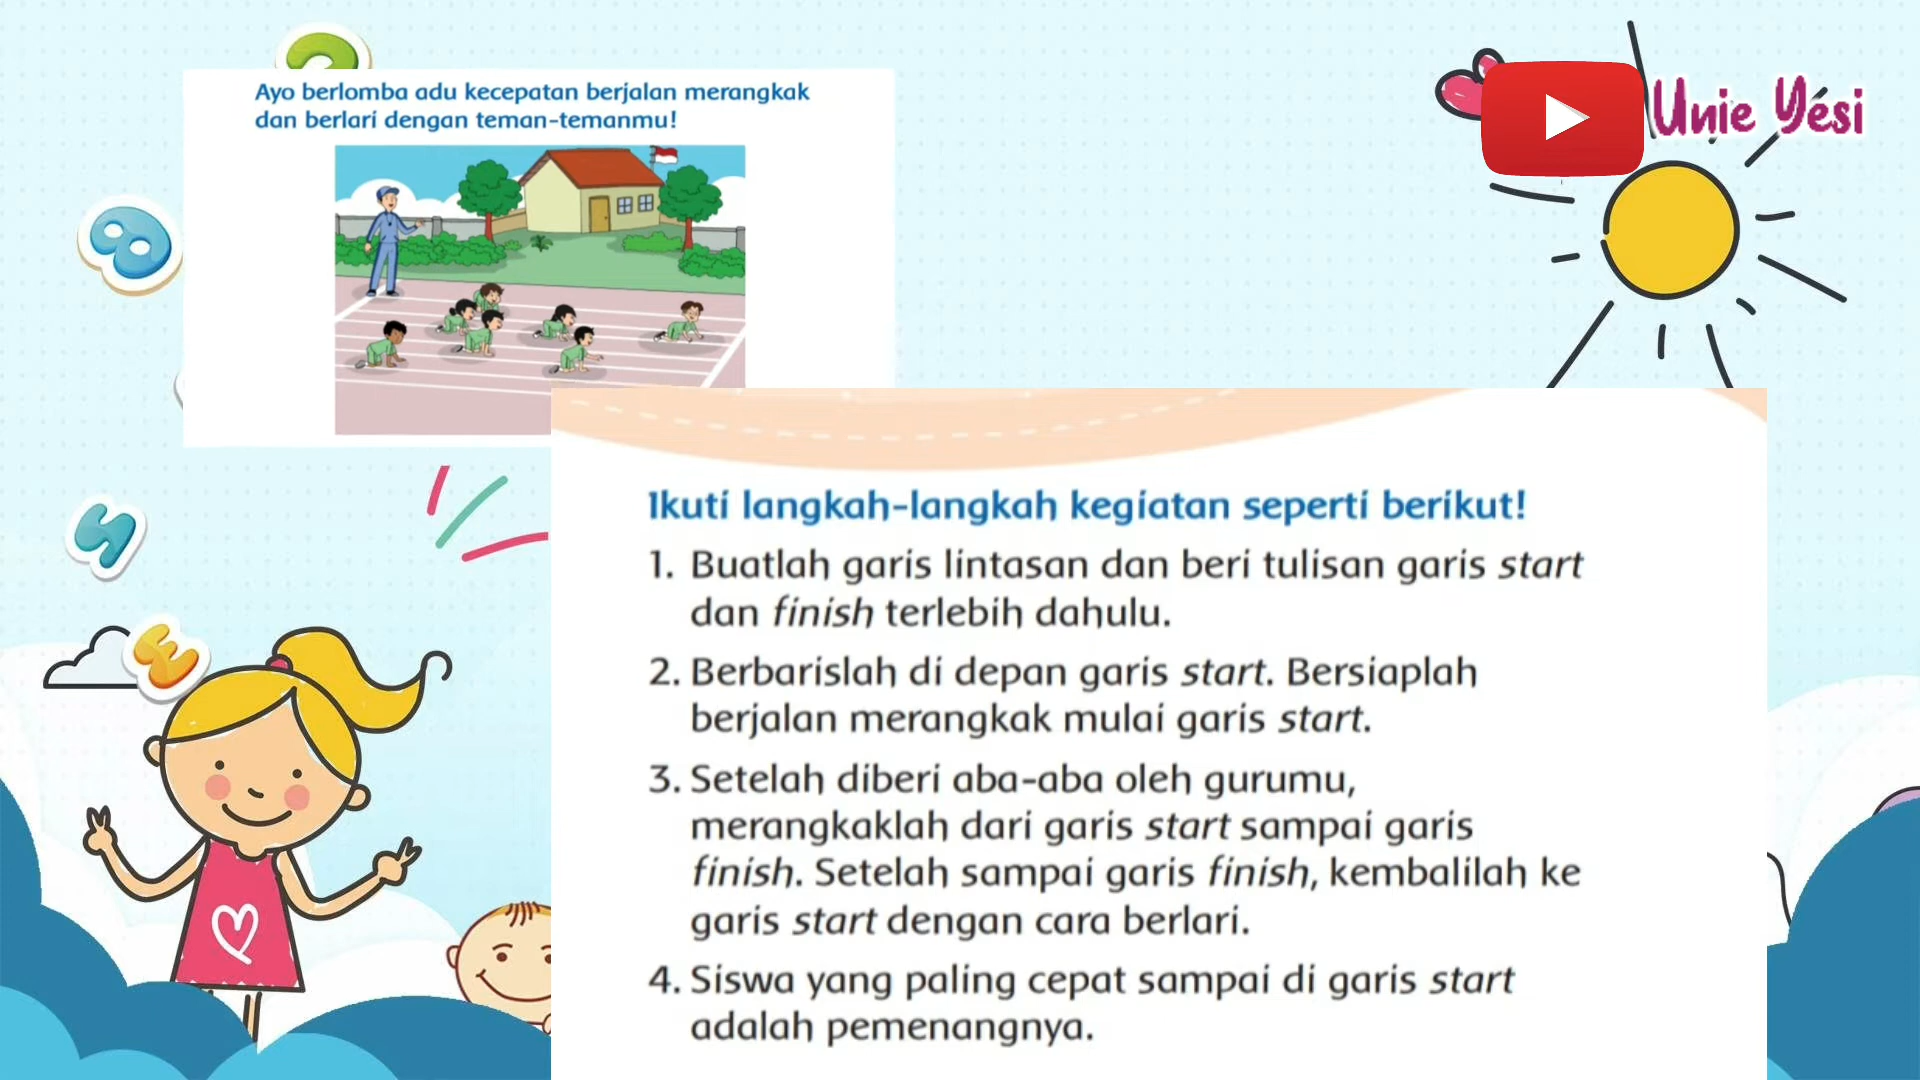 Ayo berlomba adu kecepatan berjalan merangkak
dan berlari dengan teman-temanmu!
Unie Yesi
8
Ikuti langkah-langkah kegiatan seperti berikut!
1. Buatlah garis lintasan dan beri tulisan garis start
dan finish terlebih dahulu.
2. Berbarislah di depan garis start. Bersiaplah
berjalan merangkak mulai garis start.
3. Setelah diberi aba-aba oleh gurumu,
merangkaklah dari garis start sampai garis
finish. Setelah sampai garis finish, kembalilah ke
garis start dengan cara berlari.
4. Siswa yang paling cepat sampai di garis start
adalah pemenangnya.